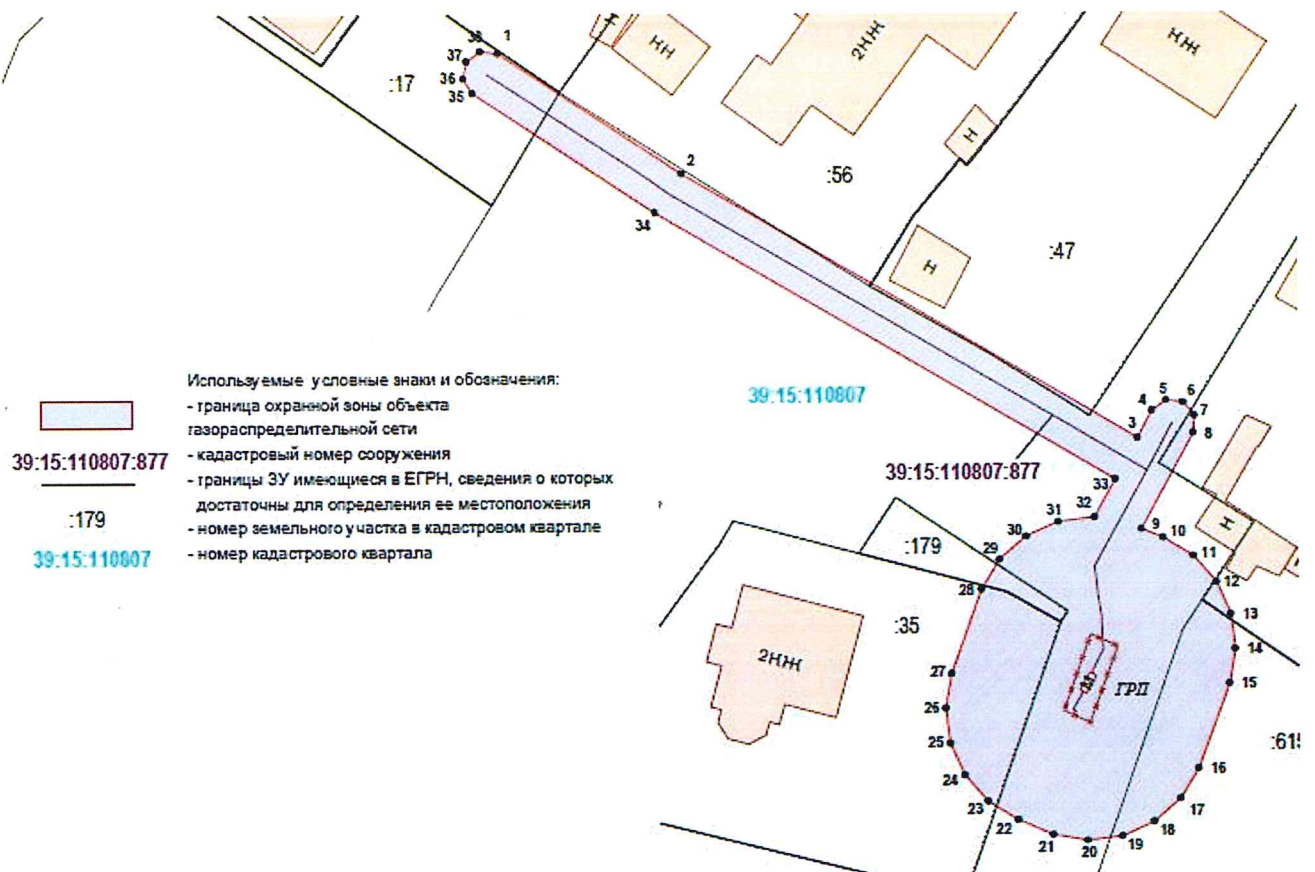 38
1
37
36
35
:17
Н
НН
2НЖ
НЖ
Н
2
34
:56
:47
Н
39:15:110807
5
6
4
7
3
8
39:15:110807:877
33
32
31
30
29
28
9
10
11
12
13
14
15
Н
:179
:35
2НЖ
27
26
25
24
23
22
21
20
19
18
17
16
М
ГРП
Используемые условные знаки и обозначения:
- граница охранной зоны объекта
газораспределительной сети
39:15:110807:877
- кадастровый номер сооружения
- границы ЗУ имеющиеся в ЕГРН, сведения о которых
достаточны для определения ее местоположения
:179
- номер земельного участка в кадастровом квартале
39:15:110807
- номер кадастрового квартала